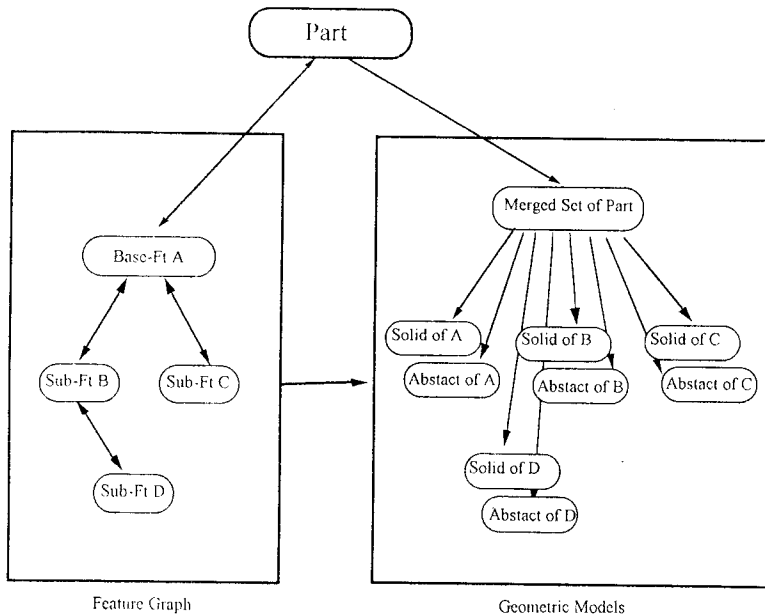 Part
Merged Set of Part
Base-Ft A
Solid of A
Solid of B
Solid of C
Sub-Ft B
Sub-Ft C
Abstact of A
Abstact of B
Abstact of C
Solid of D
Sub-Ft D
Abstact of D
Feature Graph
Geometric Models